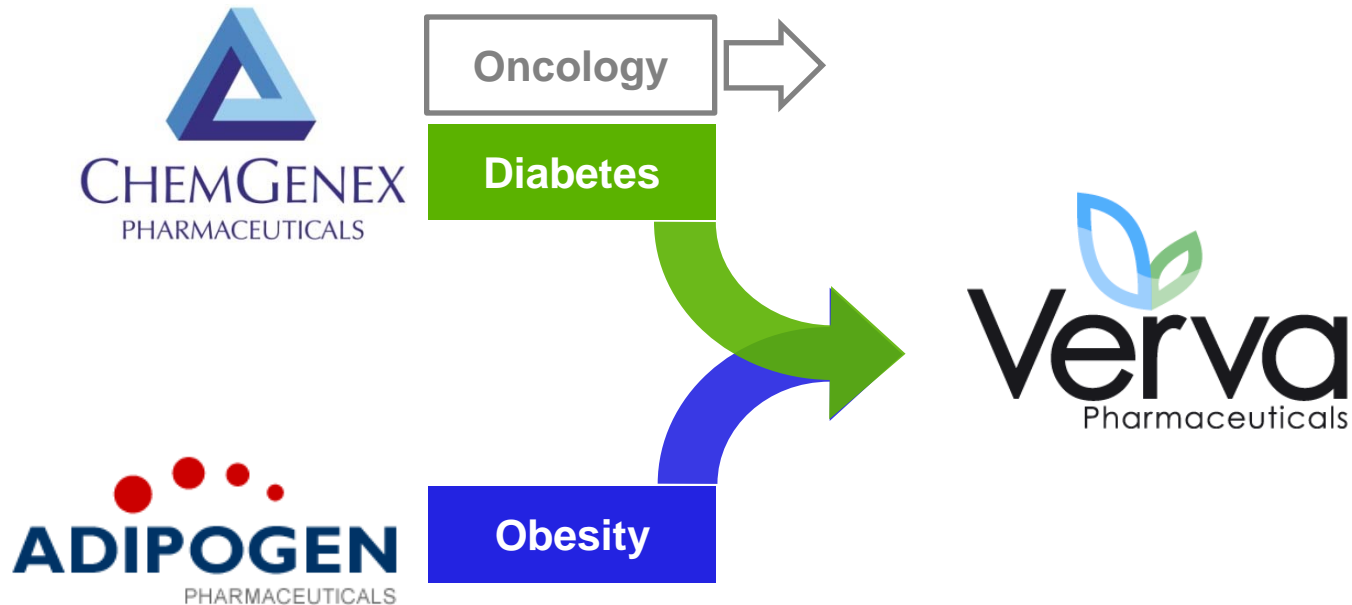 CHEMGENEX
PHARMACEUTICALS
Oncology
Diabetes
Verva
Pharmaceuticals
ADIPOGEN
PHARMACEUTICALS
Obesity